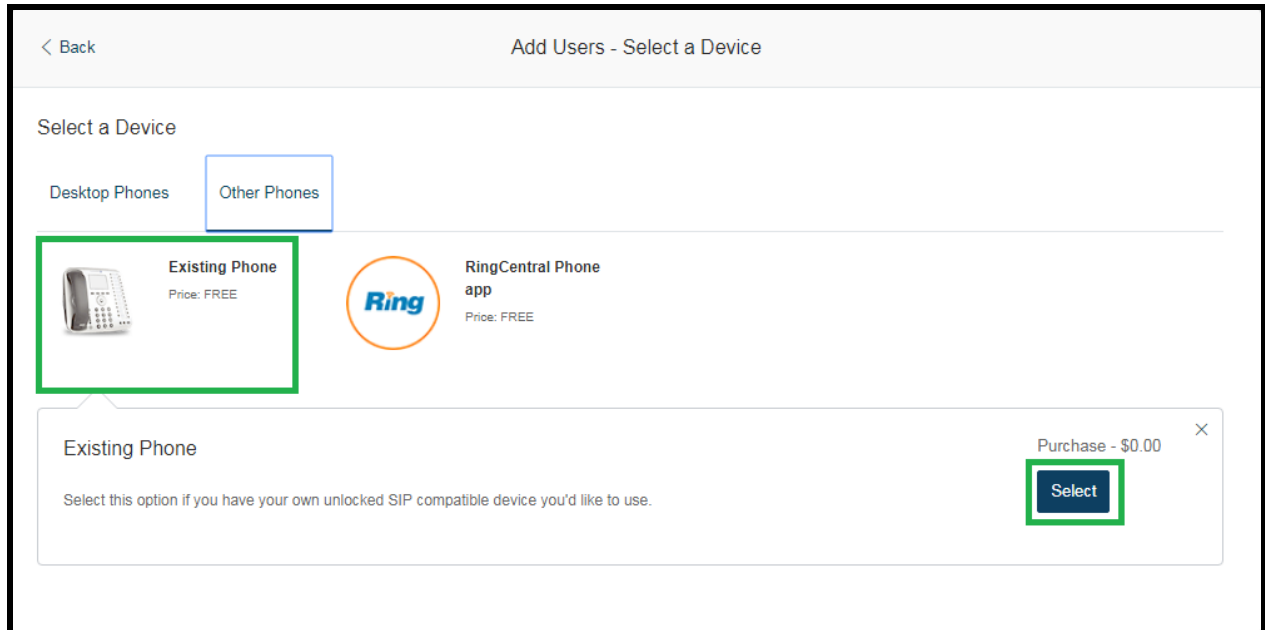 Back
Add Users - Select a Device
Select a Device
Desktop Phones
Other Phones
Existing Phone
Price: FREE
Ring
RingCentral Phone
app
Price: FREE
Existing Phone
Purchase - $0.00
Select
Select this option if you have your own unlocked SIP compatible device you'd like to use.